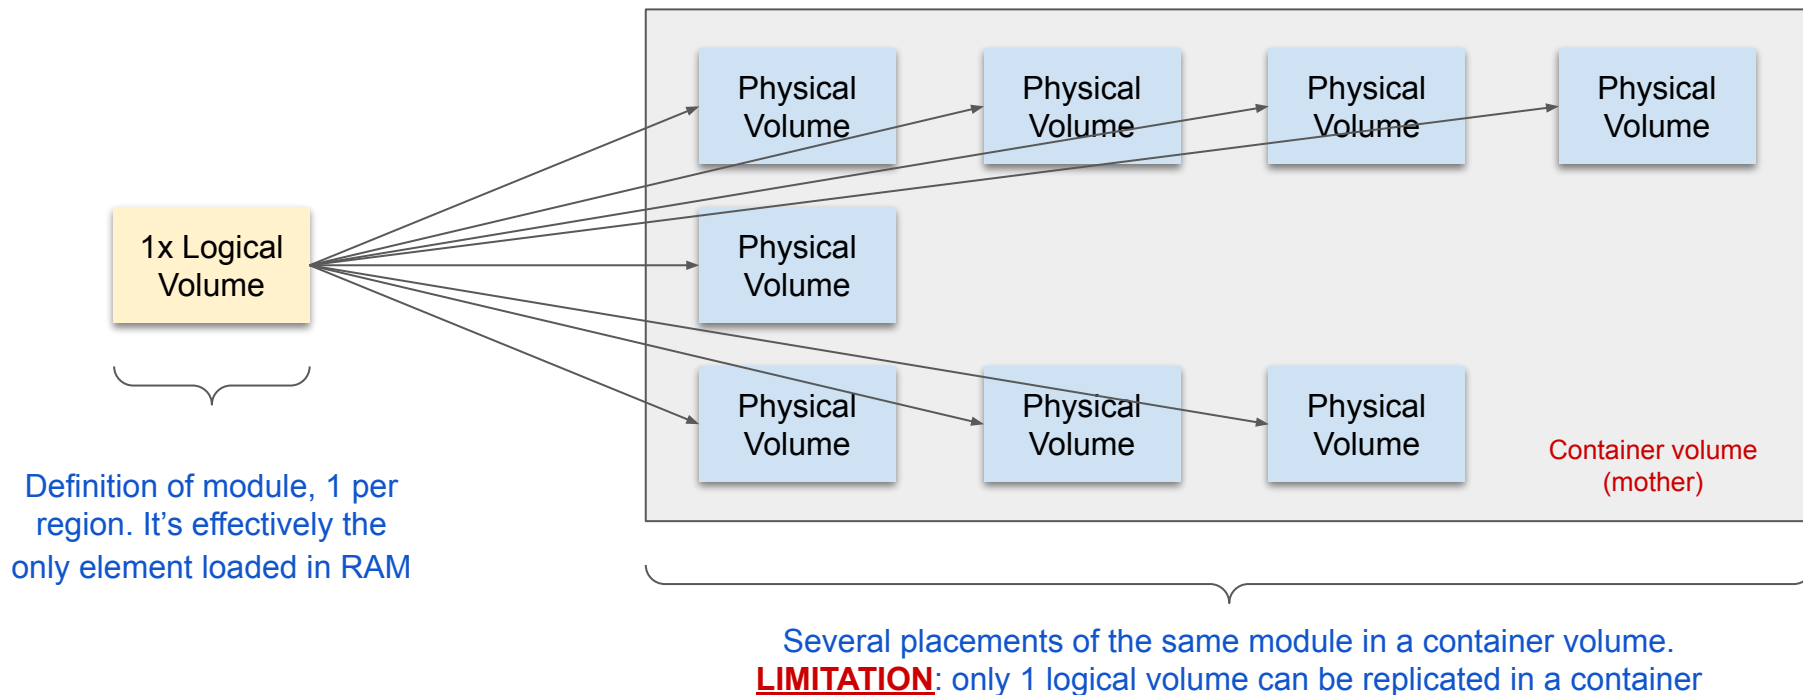 Physical
Volume
Physical
Volume
Physical
Volume
Physical
Volume
1x Logical
Volume
Physical
Volume
Physical
Volume
Physical
Volume
Physical
Volume
Container volume
(mother)
Definition of module, 1 per
region. It’s effectively the
only element loaded in RAM
Several placements of the same module in a container volume.
LIMITATION: only 1 logical volume can be replicated in a container